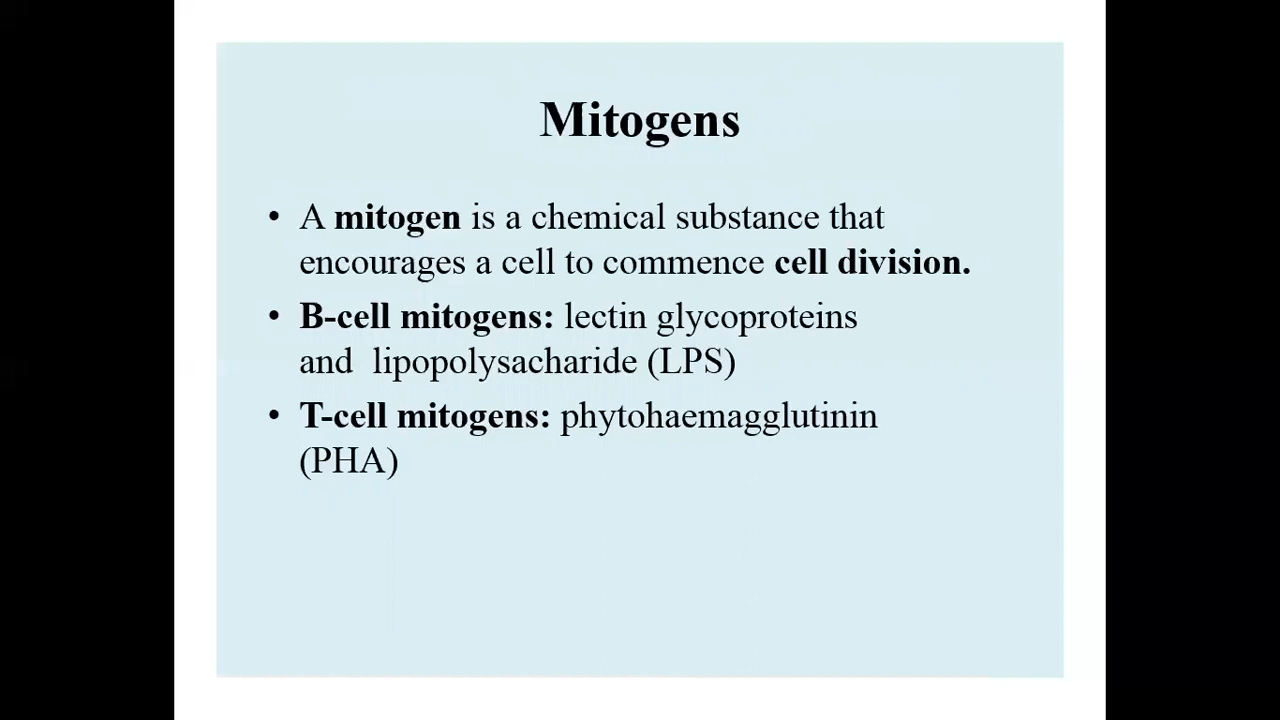 Mitogens
• A mitogen is a chemical substance that
encourages a cell to commence cell division.
• B-cell mitogens: lectin glycoproteins
and  lipopolysacharide (LPS)
• T-cell mitogens: phytohaemagglutinin
(PHA)